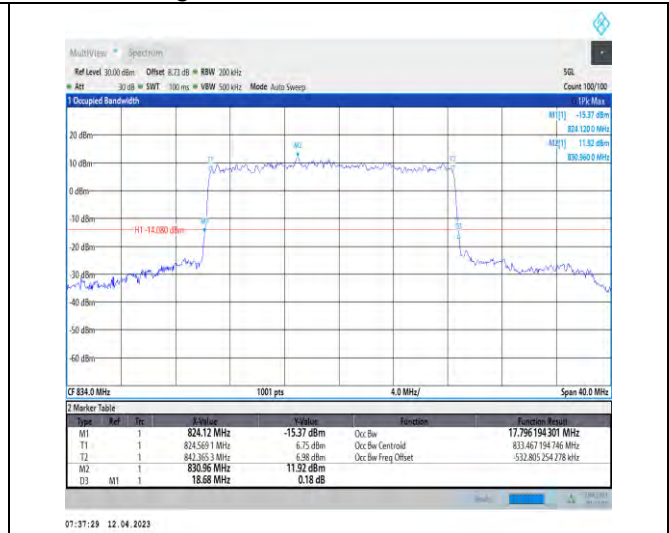 MultiView Spectrum
Ref Level 30.00 dBm Offset 8.73 dB RBW 200 kHz SGL
Att 30 dB SWT 100 ms VBW 500 kHz Mode Auto Sweep Count 100/100
1 Occupied Bandwidth 1Pk Max
M1[1] -15.37 dBm
824.120 0 MHz
20 dBm
M2[1] 11.92 dBm
830.960 0 MHz
M2
T1 T2
10 dBm
0 dBm
-10 dBm
M1
D3
H1 -14.080 dBm
-20 dBm
-30 dBm
-40 dBm
-50 dBm
-60 dBm
CF 834.0 MHz 1001 pts 4.0 MHz/ Span 40.0 MHz
2 Marker Table
Type Ref Trc X-Value Y-Value Function Function Result
M1 1 824.12 MHz -15.37 dBm Occ Bw 17.796 194 301 MHz
T1 1 824.569 1 MHz 6.75 dBm Occ Bw Centroid 833.467 194 746 MHz
T2 1 842.365 3 MHz 6.98 dBm Occ Bw Freq Offset -532.805 254 278 kHz
M2 1 830.96 MHz 11.92 dBm
D3 M1 1 18.68 MHz 0.18 dB
07:37:29 12.04.2023